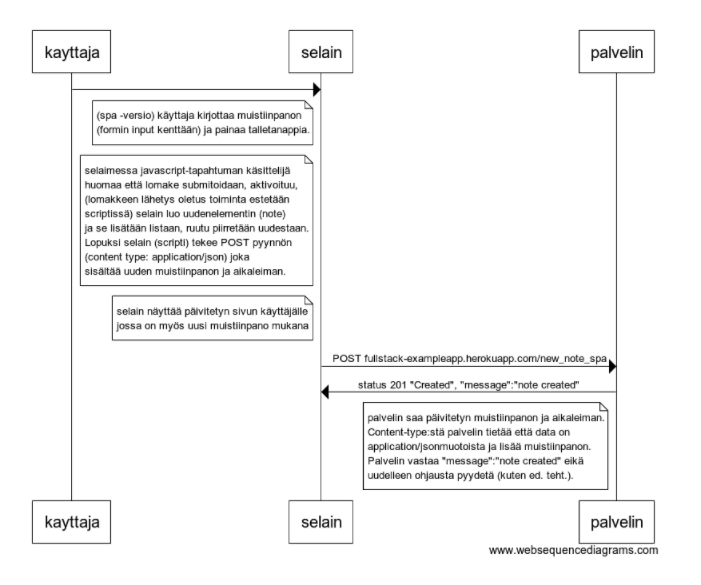 kayttaja
selain
palvelin
(spa -versio) käyttaja kirjottaa muistiinpanon
(formin input kenttään) ja painaa talletanappia.
selaimessa javascript-tapahtuman käsittelijä
huomaa että lomake submitoidaan, aktivoituu,
(lomakkeen lähetys oletus toiminta estetään
scriptissä) selain luo uudenelementin (note)
ja se lisätään listaan, ruutu piirretään uudestaan.
Lopuksi selain (scripti) tekee POST pyynnön
(content type: application/json) joka
sisältää uuden muistiinpanon ja aikaleiman.
selain näyttää päivitetyn sivun käyttäjälle
jossa on myös uusi muistiinpano mukana
POST fullstack-exampleapp.herokuapp.com/new_note_spa
status 201 "Created", "message":"note created"
palvelin saa päivitetyn muistiinpanon ja aikaleiman.
Content-type:stä palvelin tietää että data on
application/jsonmuotoista ja lisää muistiinpanon.
Palvelin vastaa "message":"note created" eikä
uudelleen ohjausta pyydetä (kuten ed. teht.).
kayttaja
selain
palvelin
www.websequencediagrams.com